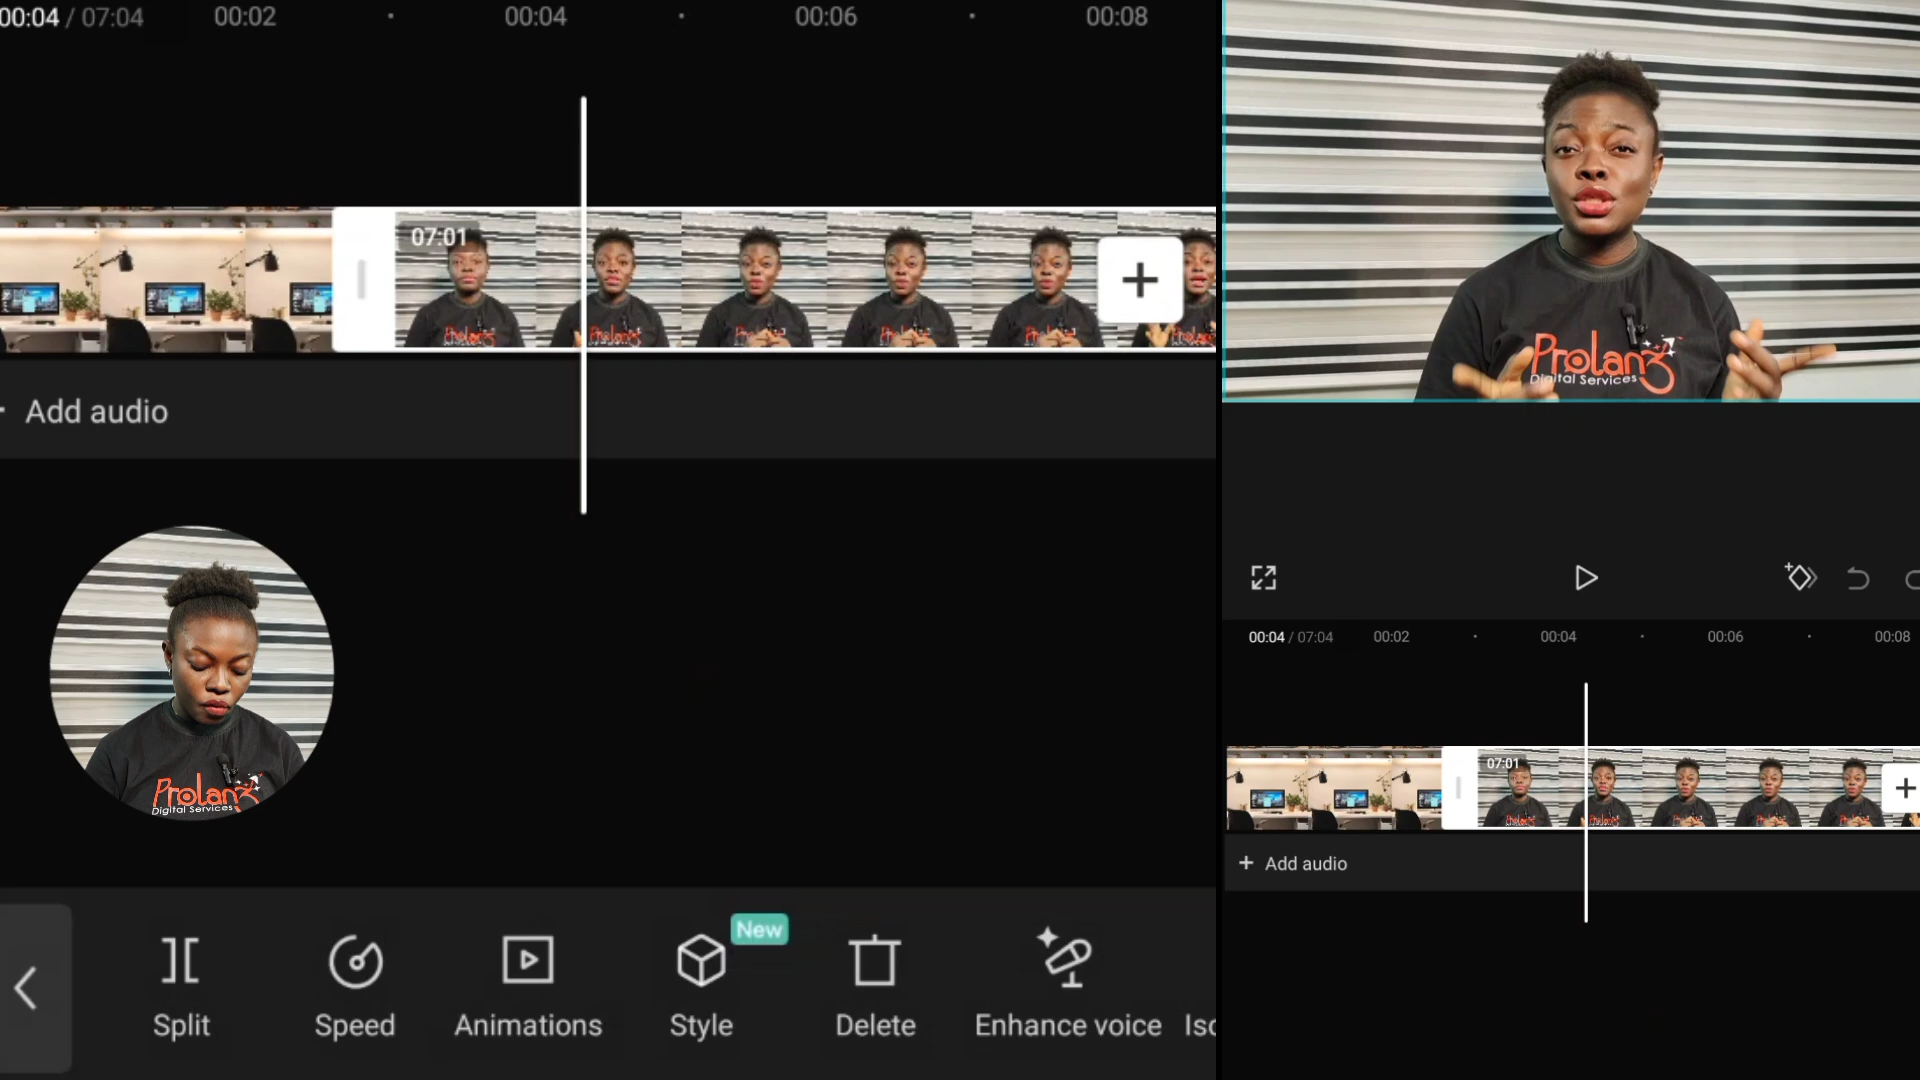 00:04 / 07:04 00:02 00:04 00:06 00:08
07:01
Add audio
Prolanz
Digital Services
New
Split Speed Animations Style Delete Enhance voice Iso
Prolanz
Digital Services
00:04 / 07:04 00:02 00:04 00:06 00:08
07:01
+ Add audio